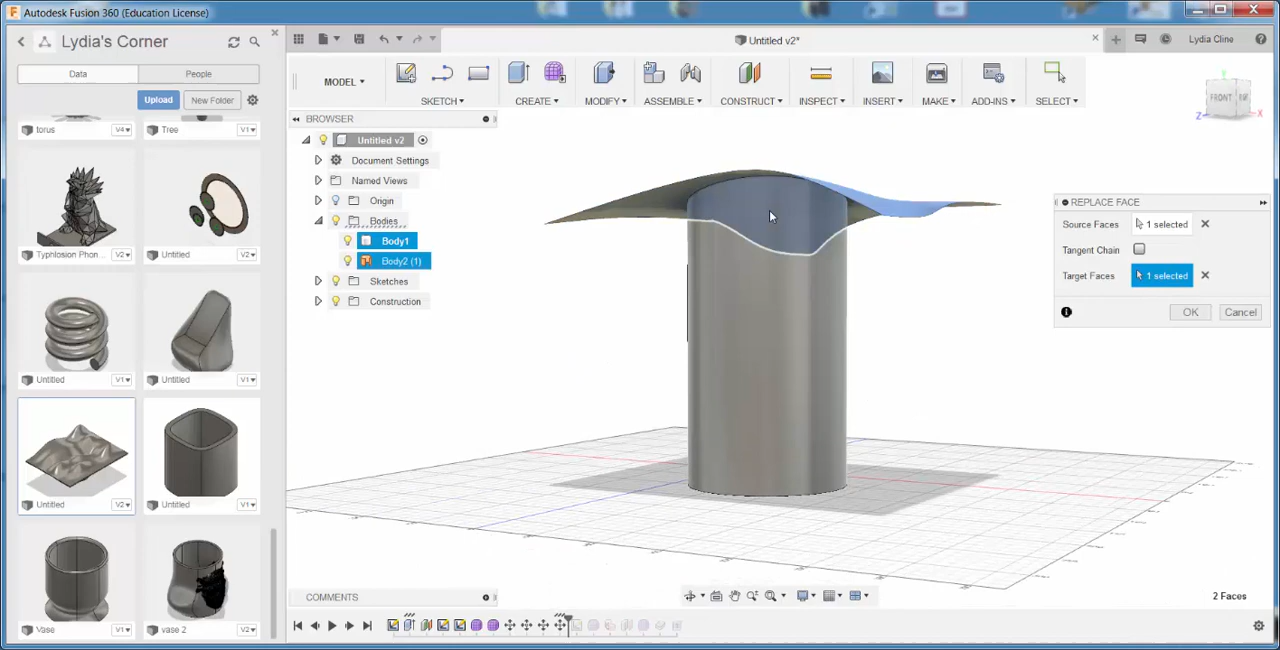 Autodesk Fusion 360 (Education License)
Lydia's Corner
Data People
Upload New Folder
torus V4 Tree V1
Typhlosion Phon... V2 Untitled V1
Untitled V1 Untitled V1
Untitled V2 Untitled V1
Vase V1 vase 2 V2
Untitled v2*
Lydia Cline
MODEL
SKETCH CREATE MODIFY ASSEMBLE CONSTRUCT INSPECT INSERT MAKE ADD-INS SELECT
BROWSER
Untitled v2
Document Settings
Named Views
Origin
Bodies
Body1
Body2 (1)
Sketches
Construction
FRONT
Z X
REPLACE FACE
Source Faces 1 selected
Tangent Chain
Target Faces 1 selected
OK Cancel
COMMENTS
2 Faces